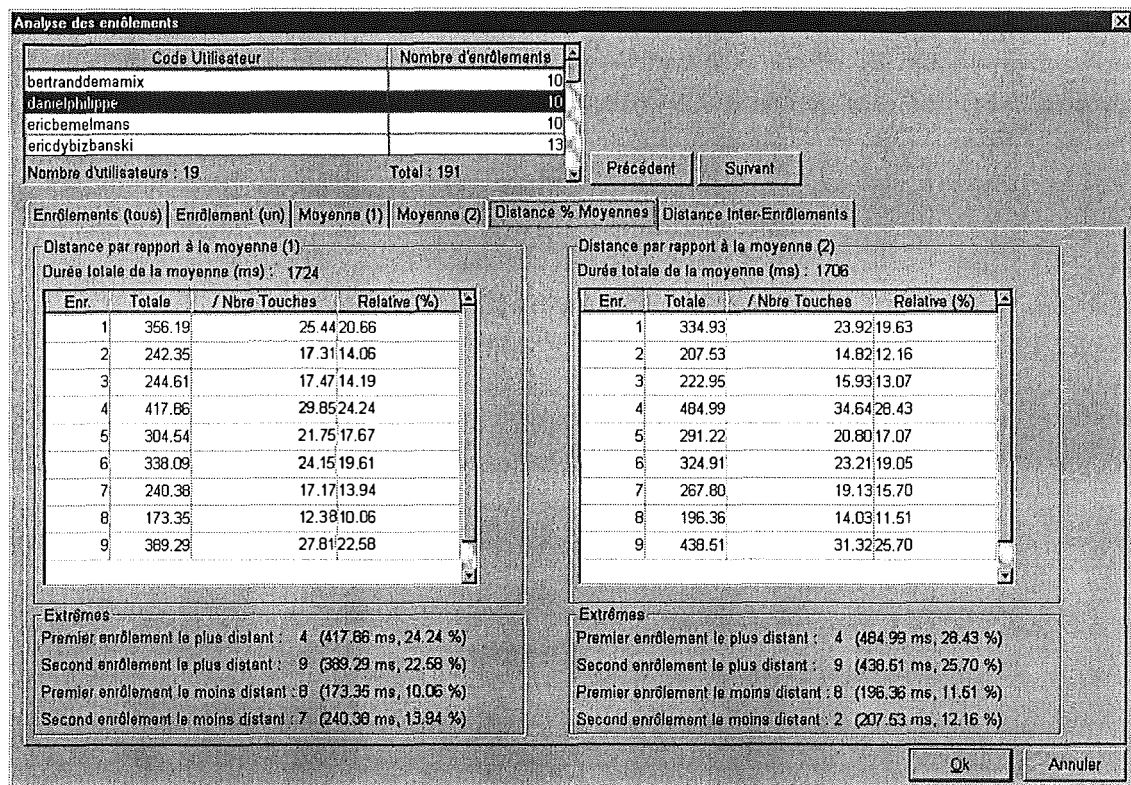 Analyse des enrôlements
Code Utilisateur Nombre d'enrôlements
bertranddemarnix 10
danielphilippe 10
ericbemelmans 10
ericdybizbanski 13
Nombre d'utilisateurs : 19 Total : 191
Précédent Suivant
Enrôlements (tous) Enrôlement (un) Moyenne (1) Moyenne (2) Distance % Moyennes Distance Inter-Enrôlements
Distance par rapport à la moyenne (1)
Durée totale de la moyenne (ms) : 1724
Enr. Totale / Nbre Touches Relative (%)
1 356.19 25.44 20.66
2 242.35 17.31 14.06
3 244.61 17.47 14.19
4 417.86 29.85 24.24
5 304.54 21.75 17.67
6 338.09 24.15 19.61
7 240.38 17.17 13.94
8 173.35 12.38 10.06
9 389.29 27.81 22.58
Extrêmes
Premier enrôlement le plus distant : 4 (417.86 ms, 24.24 %)
Second enrôlement le plus distant : 9 (389.29 ms, 22.58 %)
Premier enrôlement le moins distant : 8 (173.35 ms, 10.06 %)
Second enrôlement le moins distant : 7 (240.38 ms, 13.94 %)
Distance par rapport à la moyenne (2)
Durée totale de la moyenne (ms) : 1706
Enr. Totale / Nbre Touches Relative (%)
1 334.93 23.92 19.63
2 207.53 14.82 12.16
3 222.95 15.93 13.07
4 484.99 34.64 28.43
5 291.22 20.80 17.07
6 324.91 23.21 19.05
7 267.80 19.13 15.70
8 196.36 14.03 11.51
9 438.51 31.32 25.70
Extrêmes
Premier enrôlement le plus distant : 4 (484.99 ms, 28.43 %)
Second enrôlement le plus distant : 9 (438.51 ms, 25.70 %)
Premier enrôlement le moins distant : 8 (196.36 ms, 11.51 %)
Second enrôlement le moins distant : 2 (207.53 ms, 12.16 %)
Ok Annuler